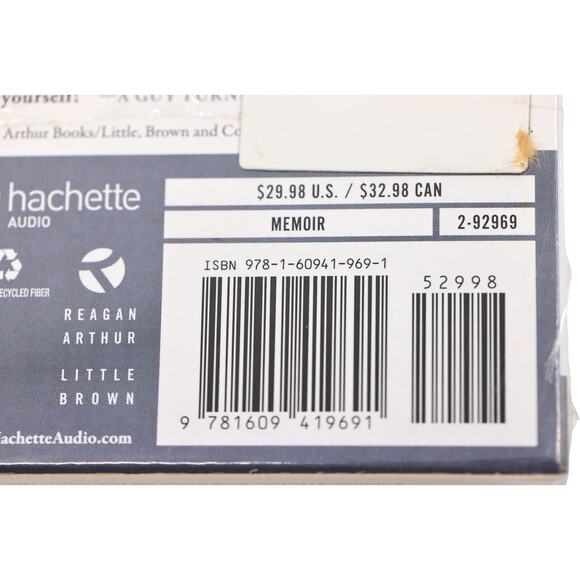 yourself! —A GUY TURN
Arthur Books/Little, Brown and Co
hachette
AUDIO
RECYCLED FIBER
REAGAN
ARTHUR
LITTLE
BROWN
HachetteAudio.com
$29.98 U.S. / $32.98 CAN
MEMOIR
2-92969
ISBN 978-1-60941-969-1
52998
9 781609 419691